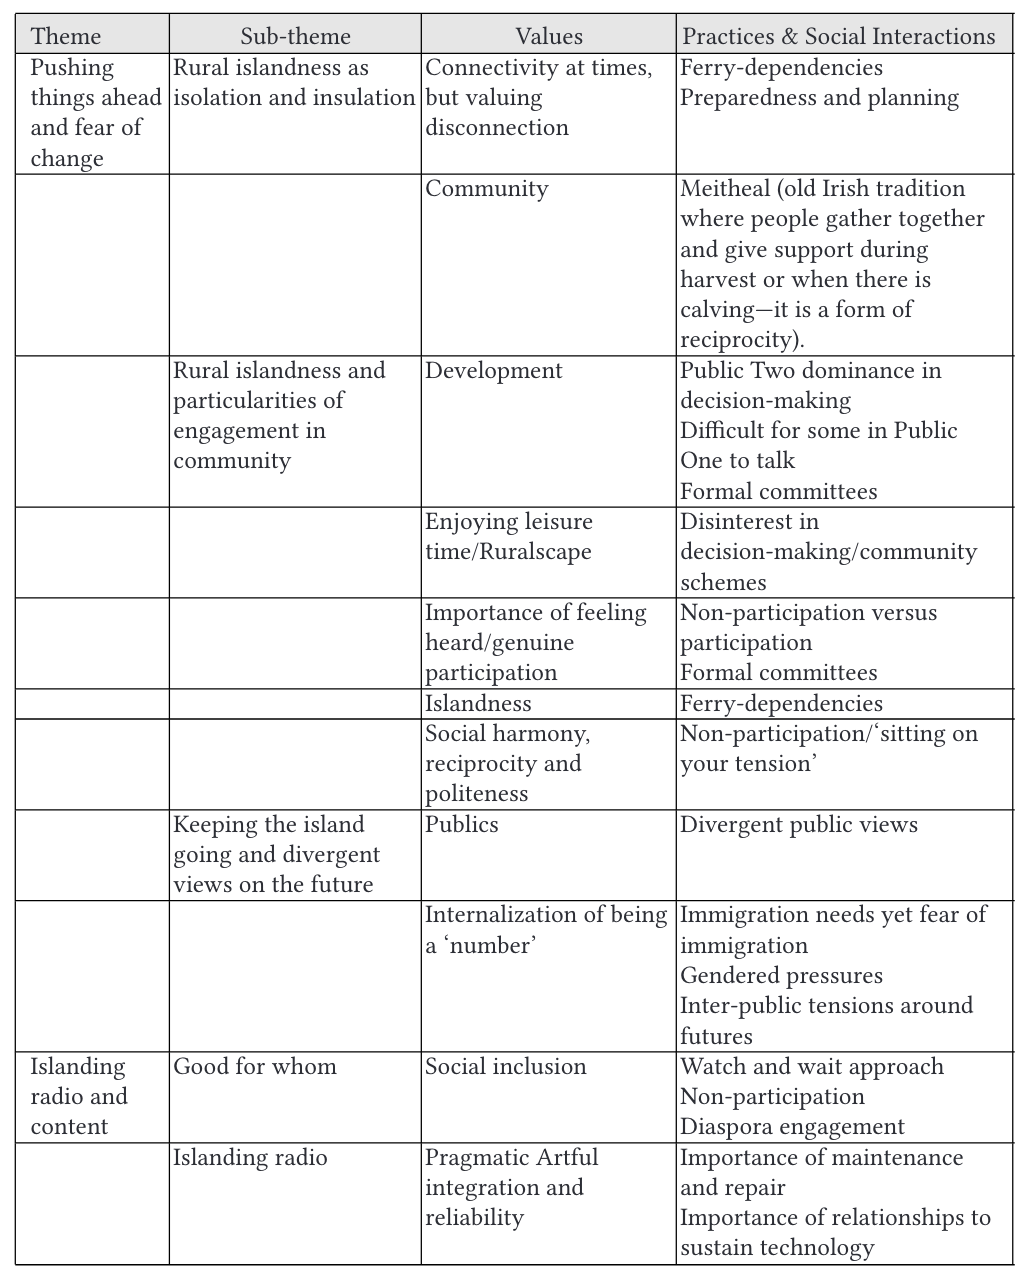 Theme Sub-theme Values Practices & Social Interactions
Pushing
things ahead
and fear of
change
Rural islandness as
isolation and insulation
Connectivity at times,
but valuing
disconnection
Ferry-dependencies
Preparedness and planning
Community
Meitheal (old Irish tradition
where people gather together
and give support during
harvest or when there is
calving—it is a form of
reciprocity).
Rural islandness and
particularities of
engagement in
community
Development
Public Two dominance in
decision-making
Difficult for some in Public
One to talk
Formal committees
Enjoying leisure
time/Ruralscape
Disinterest in
decision-making/community
schemes
Importance of feeling
heard/genuine
participation
Non-participation versus
participation
Formal committees
Islandness
Ferry-dependencies
Social harmony,
reciprocity and
politeness
Non-participation/‘sitting on
your tension’
Keeping the island
going and divergent
views on the future
Publics
Divergent public views
Internalization of being
a ‘number’
Immigration needs yet fear of
immigration
Gendered pressures
Inter-public tensions around
futures
Islanding
radio and
content
Good for whom
Social inclusion
Watch and wait approach
Non-participation
Diaspora engagement
Islanding radio
Pragmatic Artful
integration and
reliability
Importance of maintenance
and repair
Importance of relationships to
sustain technology